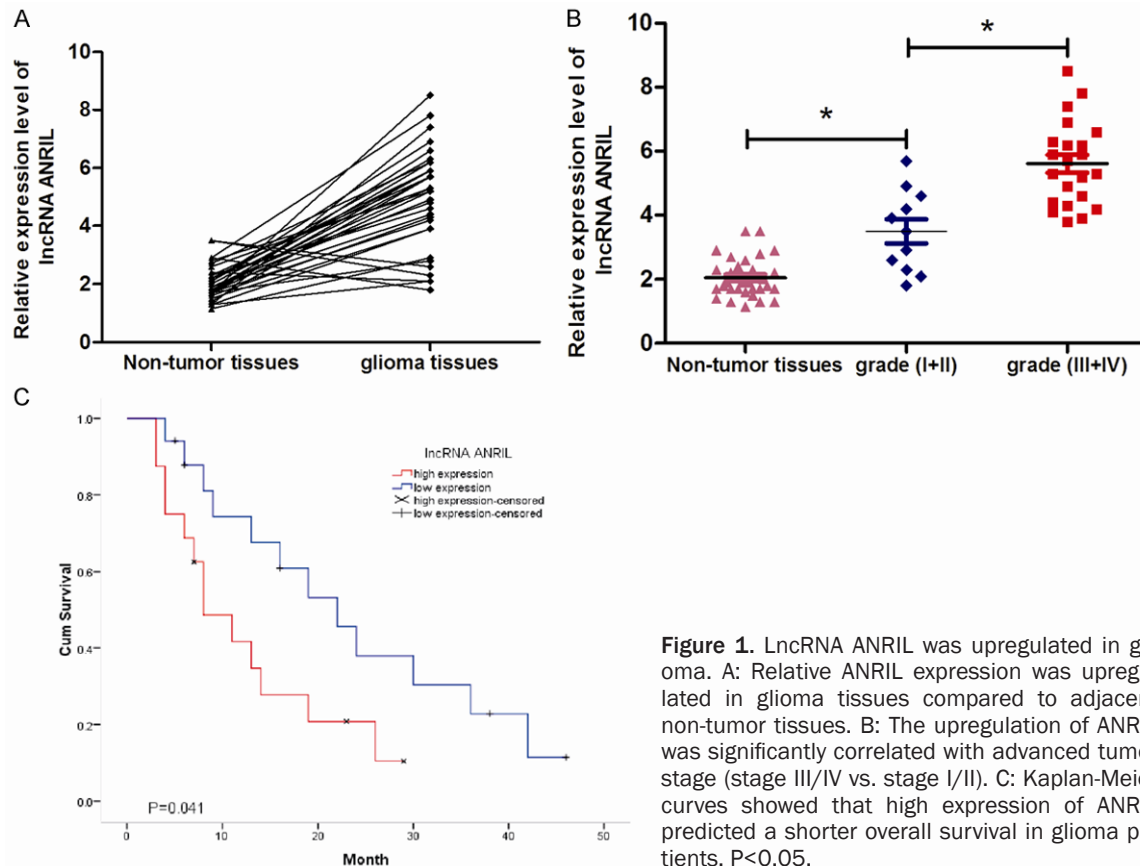 A
Relative expression level of
lncRNA ANRIL
10
8
6
4
2
0
Non-tumor tissues
glioma tissues
B
Relative expression level of
lncRNA ANRIL
10
8
6
4
2
0
*
*
Non-tumor tissues
grade (I+II)
grade (III+IV)
C
Cum Survival
1.0
0.8
0.6
0.4
0.2
0.0
lncRNA ANRIL
high expression
low expression
high expression-censored
low expression-censored
P=0.041
0
10
20
30
40
50
Month
Figure 1. LncRNA ANRIL was upregulated in gl
oma. A: Relative ANRIL expression was upregu
lated in glioma tissues compared to adjacen
non-tumor tissues. B: The upregulation of ANR
was significantly correlated with advanced tumo
stage (stage III/IV vs. stage I/II). C: Kaplan-Meie
curves showed that high expression of ANR
predicted a shorter overall survival in glioma p
tients. P<0.05.